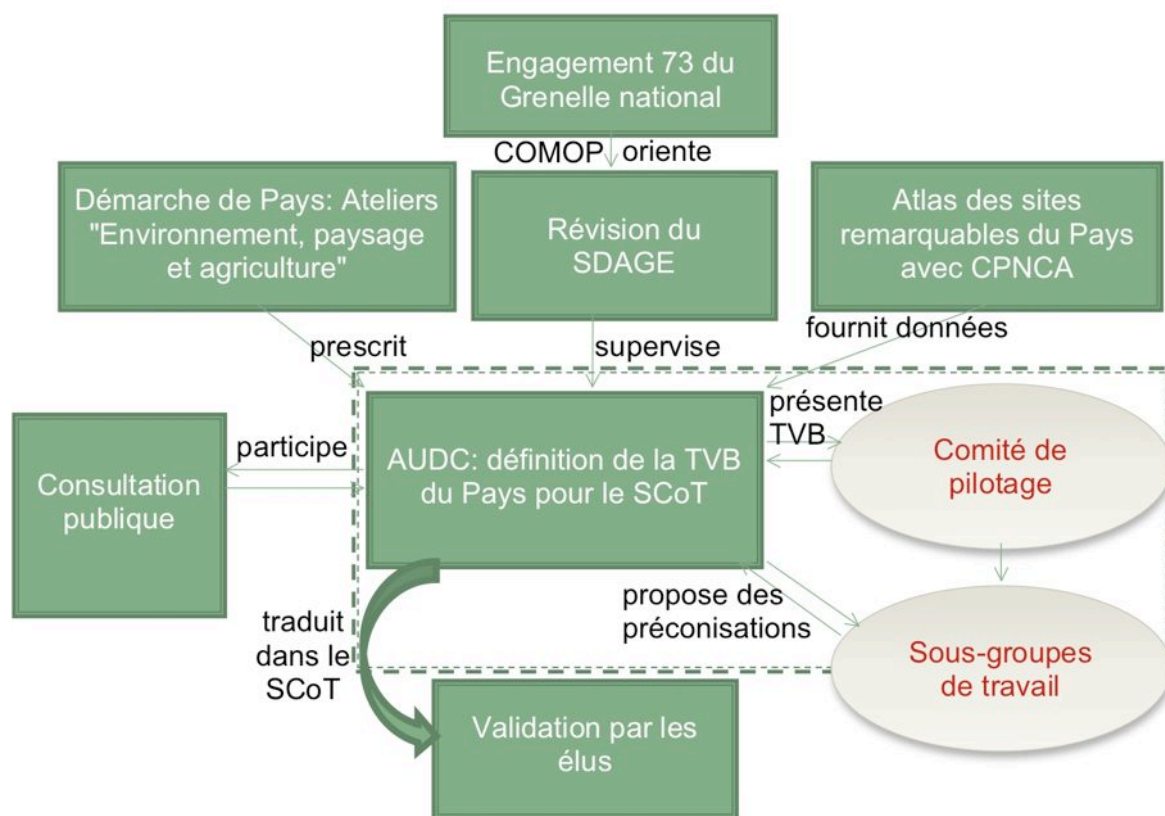 Engagement 73 du
Grenelle national
COMOP oriente
Démarche de Pays: Ateliers
"Environnement, paysage
et agriculture"
Révision du
SDAGE
Atlas des sites
remarquables du Pays
avec CPNCA
prescrit
supervise
fournit données
Consultation
publique
participe
AUDC: définition de la TVB
du Pays pour le SCoT
présente
TVB
Comité de
pilotage
traduit
dans le
SCoT
propose des
préconisations
Sous-groupes
de travail
Validation par les
élus